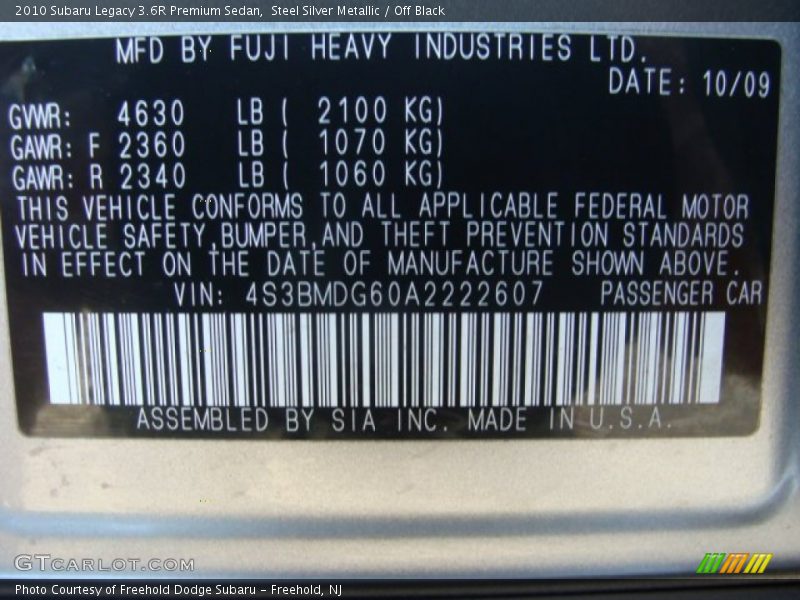 2010 Subaru Legacy 3.6R Premium Sedan, Steel Silver Metallic / Off Black
MFD BY FUJI HEAVY INDUSTRIES LTD.
DATE: 10/09
GVWR: 4630 LB ( 2100 KG)
GAWR: F 2360 LB ( 1070 KG)
GAWR: R 2340 LB ( 1060 KG)
THIS VEHICLE CONFORMS TO ALL APPLICABLE FEDERAL MOTOR
VEHICLE SAFETY,BUMPER,AND THEFT PREVENTION STANDARDS
IN EFFECT ON THE DATE OF MANUFACTURE SHOWN ABOVE.
VIN: 4S3BMDG60A2222607 PASSENGER CAR
ASSEMBLED BY SIA INC. MADE IN U.S.A.
GTCARLOT.COM
Photo Courtesy of Freehold Dodge Subaru - Freehold, NJ